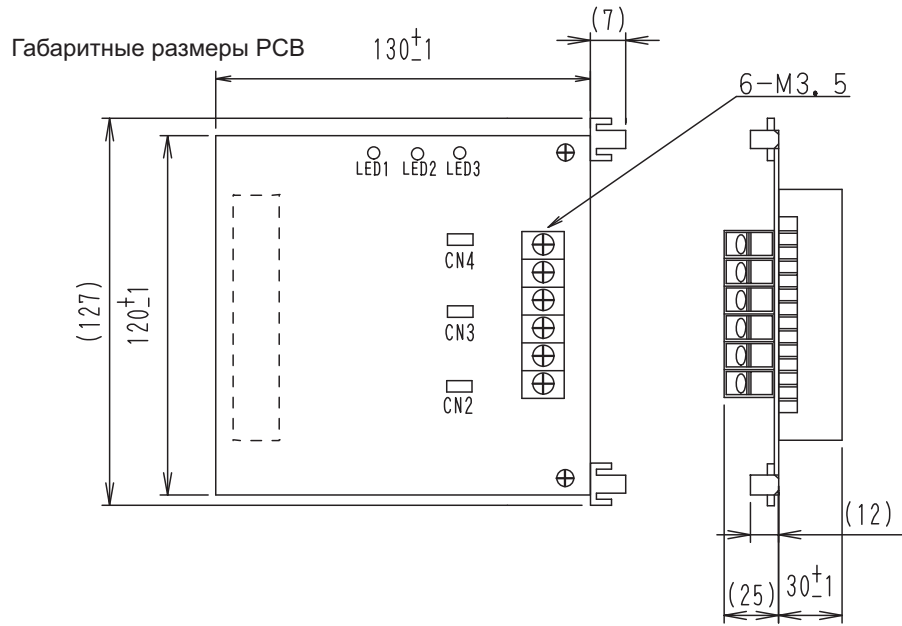 Габаритные размеры PCB
130±1
(7)
6-M3.5
LED1 LED2 LED3
CN4
(127)
120±1
CN3
CN2
(12)
(25)
30±1